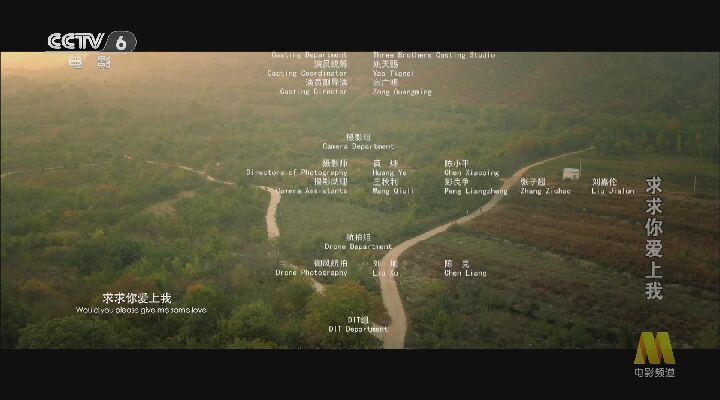 CCTV 6
电影
Casting Department Three Brothers Casting Studio
演员统筹 姚天赐
Casting Coordinator Yao Tianci
演员副导演 宗广明
Casting Director Zong Guangming
摄影组
Camera Department
摄影师 黄烨 陈小平
Directors of Photography Huang Ye Chen Xiaoping
摄影助理 王秋利 彭良争 张子超 刘嘉伦
Camera Assistants Wang Qiuli Peng Liangzheng Zhang Zichao Liu Jialun
航拍组
Drone Department
御风航拍 刘旭 陈亮
Drone Photography Liu Xu Chen Liang
DIT组
DIT Department
求求你爱上我
Would you please give me some love
求求你爱上我
电影频道